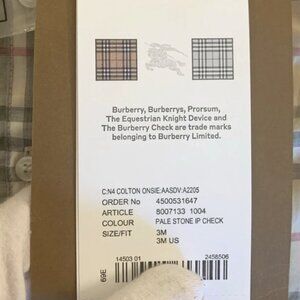 Burberry, Burberrys, Prorsum,
The Equestrian Knight Device and
The Burberry Check are trade marks
belonging to Burberry Limited.
C:N4 COLTON ONSIE:AASDV:A2205
ORDER No 4500531647
ARTICLE 8007133 1004
COLOUR PALE STONE IP CHECK
SIZE/FIT 3M
3M US
14503 01 2456506
69E